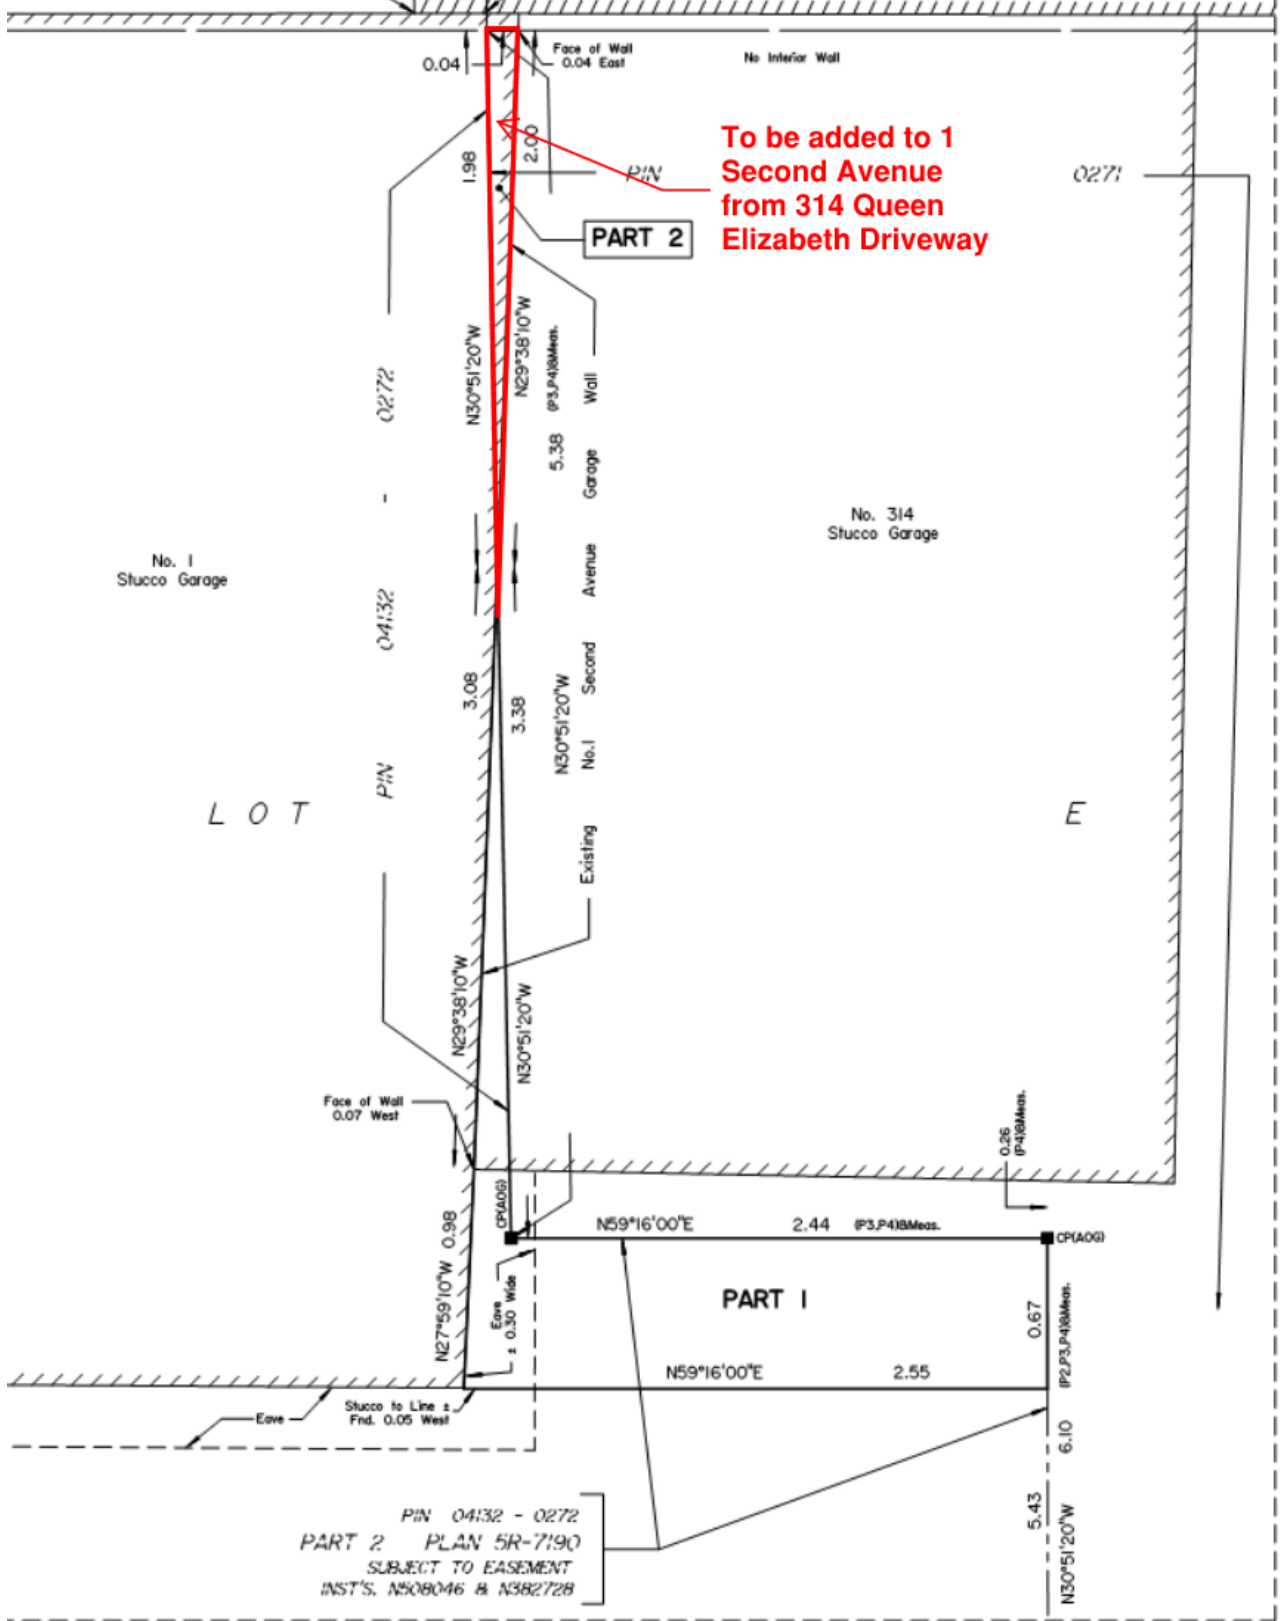 Face of Wall
0.04 East
No Interior Wall
0.04
To be added to 1
Second Avenue
from 314 Queen
Elizabeth Driveway
1.98
2.00
PIN
0271
PART 2
N30°51'20"W
N29°38'10"W
(P3,P4)&Meas.
5.38
Existing No.1 Second Avenue Garage Wall
PIN 04132 - 0272
No. 314
Stucco Garage
No. 1
Stucco Garage
3.08
3.38
N30°51'20"W
LOT E
N29°38'10"W
N30°51'20"W
Face of Wall
0.07 West
0.26
(P4)&Meas.
CP(AOG)
N59°16'00"E 2.44 (P3,P4)&Meas.
CP(AOG)
N27°59'10"W 0.98
Eave
± 0.30 Wide
PART 1
0.67
(P2,P3,P4)&Meas.
N59°16'00"E 2.55
Eave
Stucco to Line ±
Fnd. 0.05 West
6.10
5.43
N30°51'20"W
PIN 04132 - 0272
PART 2 PLAN 5R-7190
SUBJECT TO EASEMENT
INST'S. N508046 & N382728